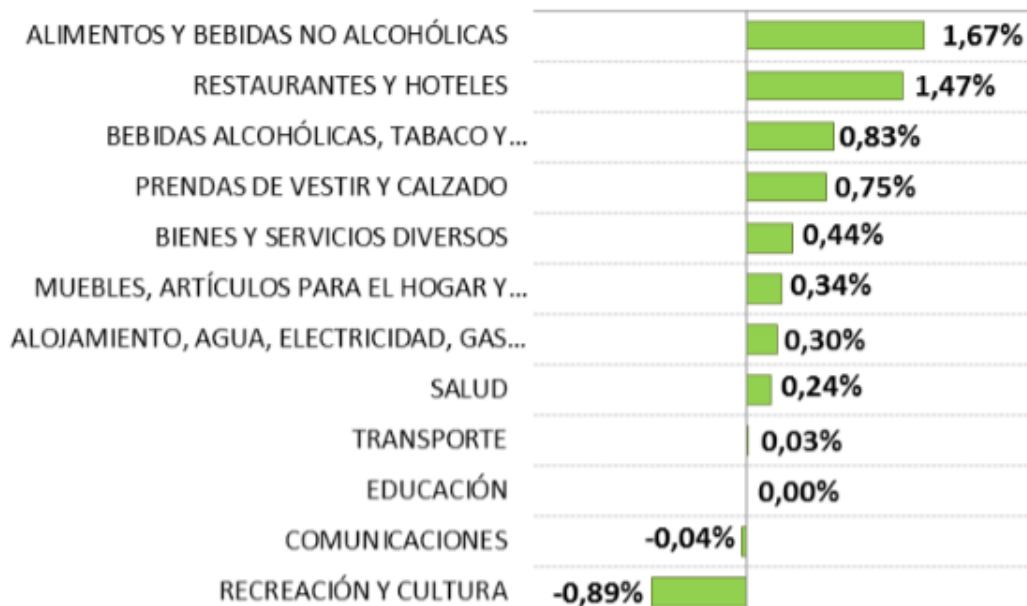 ALIMENTOS Y BEBIDAS NO ALCOHÓLICAS 1,67%
RESTAURANTES Y HOTELES 1,47%
BEBIDAS ALCOHÓLICAS, TABACO Y... 0,83%
PRENDAS DE VESTIR Y CALZADO 0,75%
BIENES Y SERVICIOS DIVERSOS 0,44%
MUEBLES, ARTÍCULOS PARA EL HOGAR Y... 0,34%
ALOJAMIENTO, AGUA, ELECTRICIDAD, GAS... 0,30%
SALUD 0,24%
TRANSPORTE 0,03%
EDUCACIÓN 0,00%
COMUNICACIONES -0,04%
RECREACIÓN Y CULTURA -0,89%